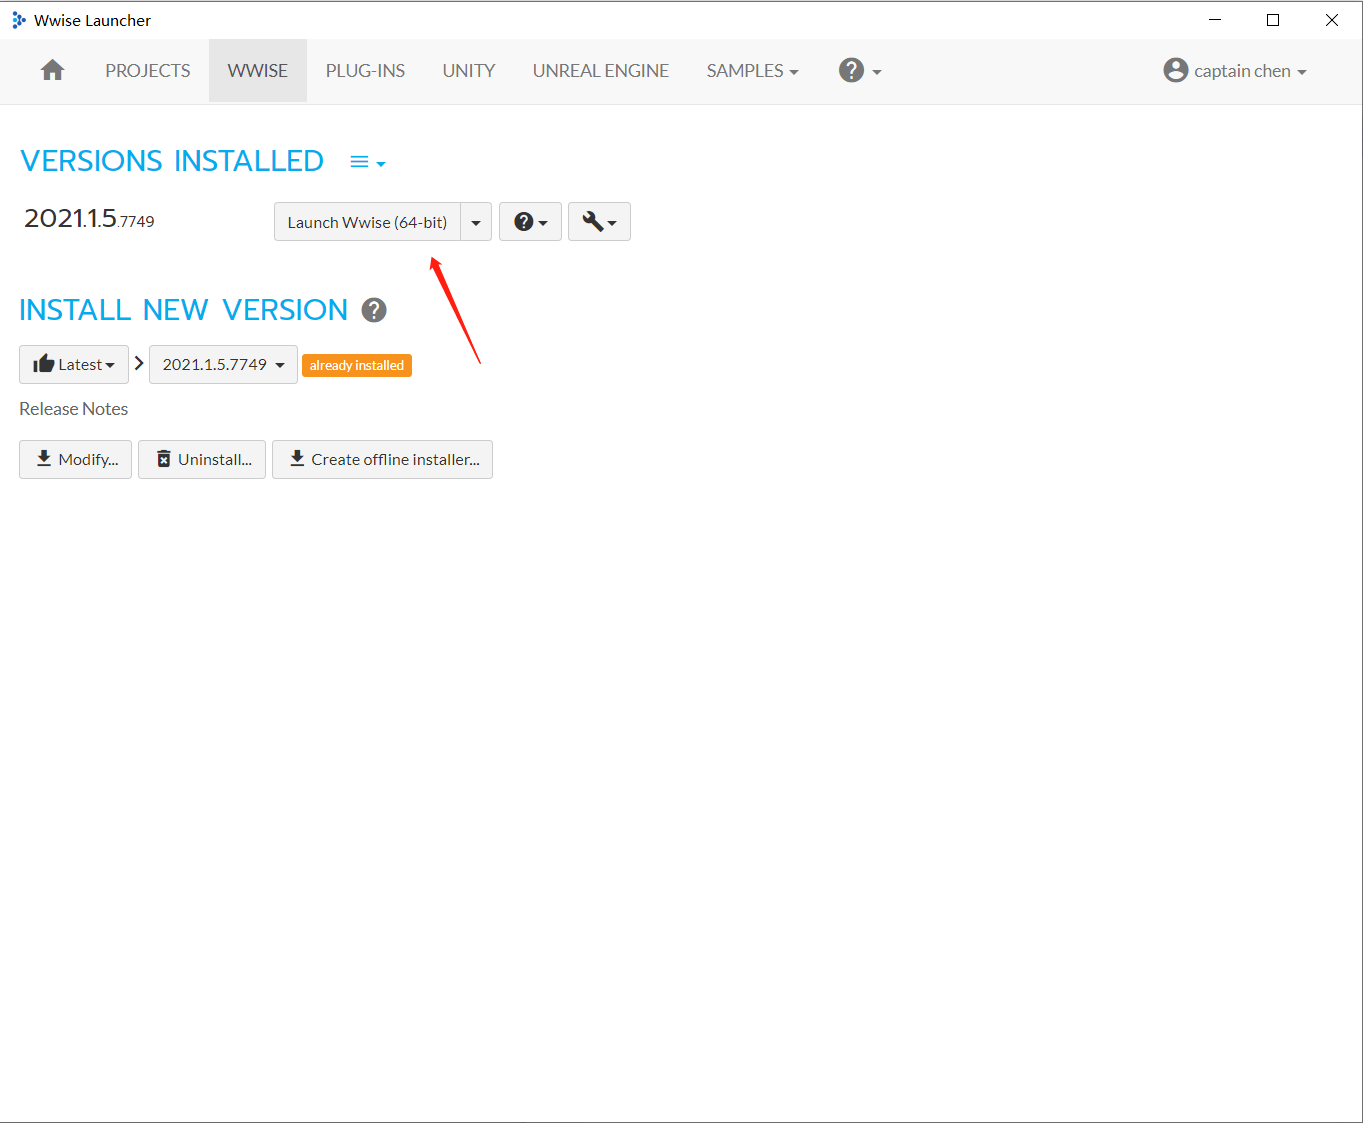 Wwise Launcher
PROJECTS WWISE PLUG-INS UNITY UNREAL ENGINE SAMPLES captain chen
VERSIONS INSTALLED
2021.1.5.7749 Launch Wwise (64-bit)
INSTALL NEW VERSION
Latest 2021.1.5.7749 already installed
Release Notes
Modify... Uninstall... Create offline installer...